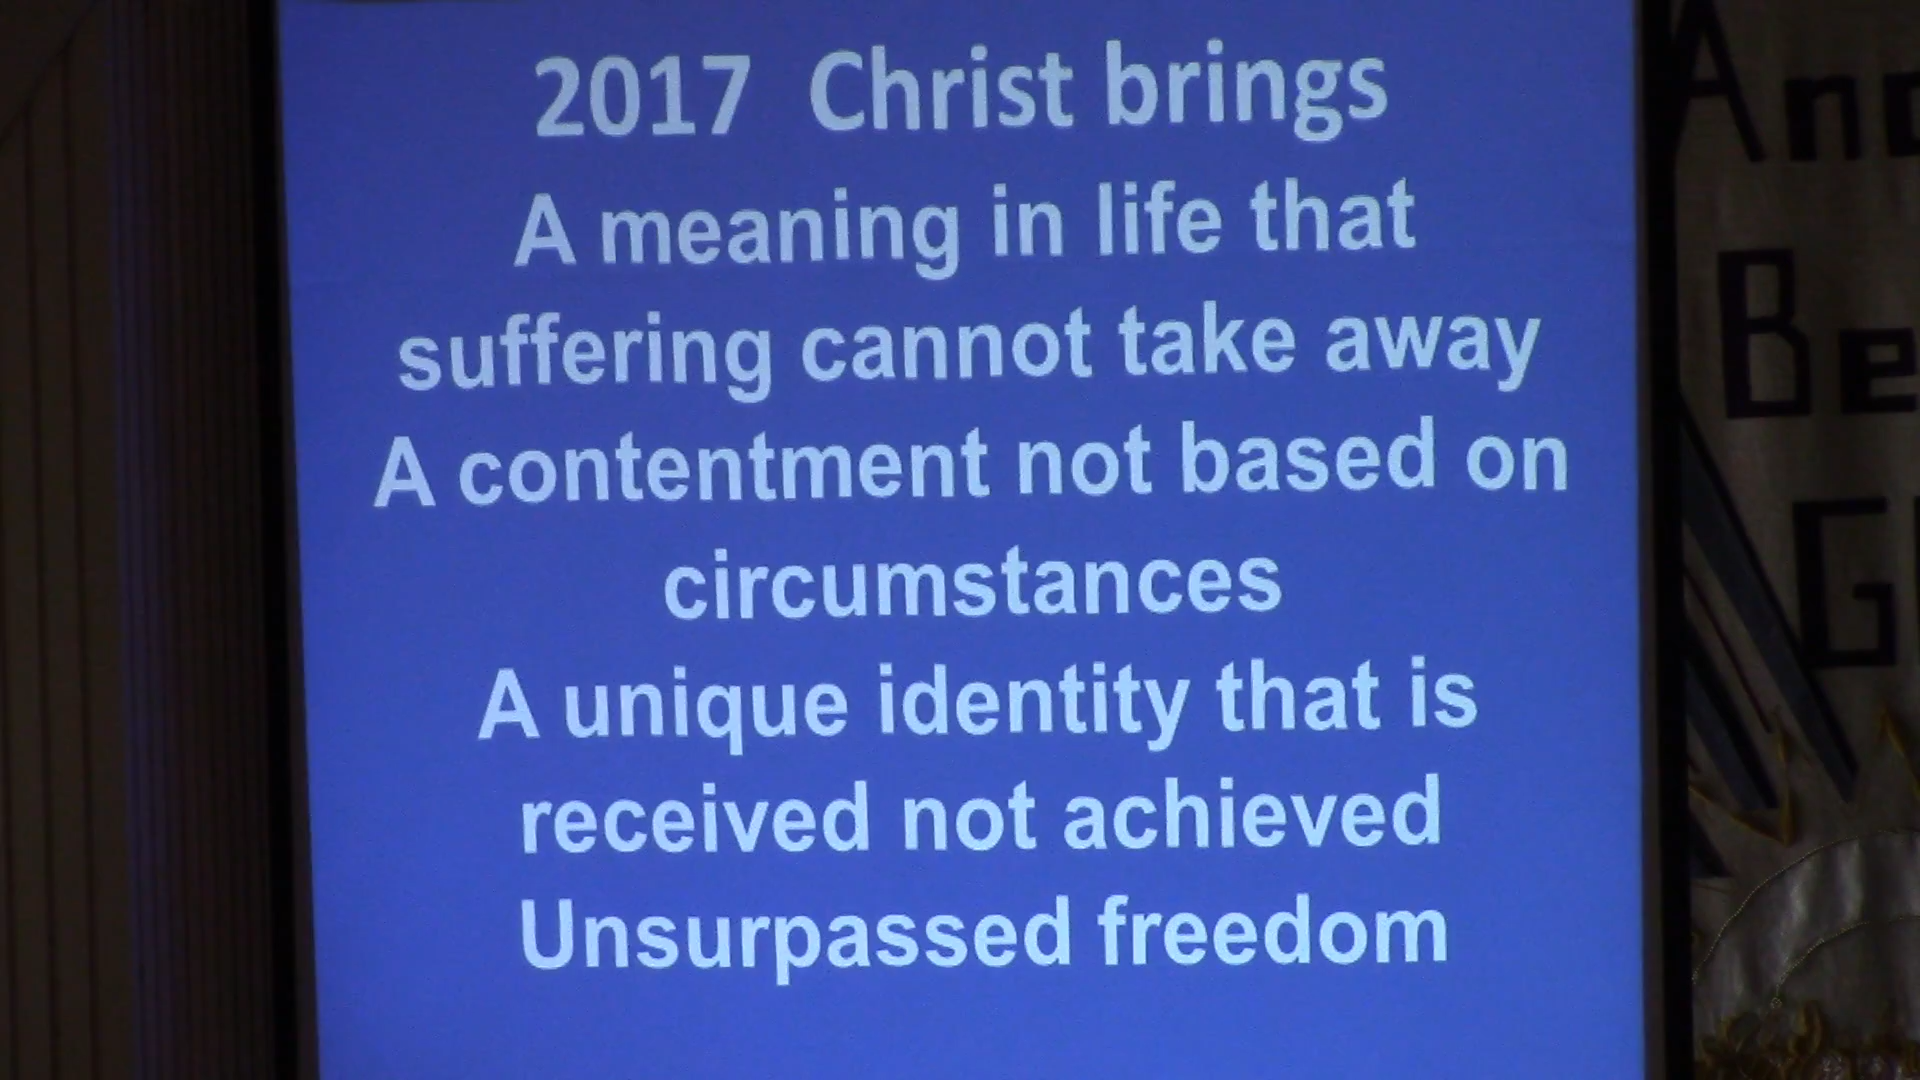 2017 Christ brings
A meaning in life that
suffering cannot take away
A contentment not based on
circumstances
A unique identity that is
received not achieved
Unsurpassed freedom
Be